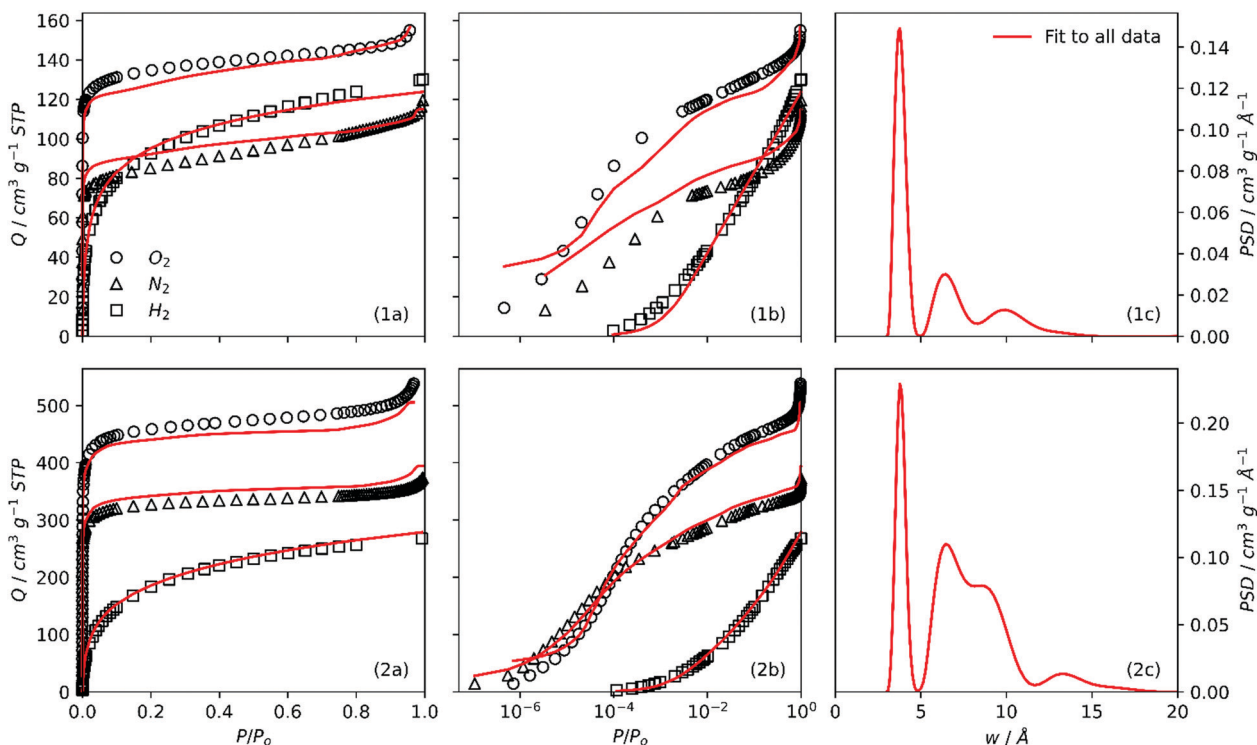 160
140
120
100
80
60
40
20
0
Q / cm³ g⁻¹ STP
O₂
N₂
H₂
(1a)
(1b)
Fit to all data
(1c)
0.14
0.12
0.10
0.08
0.06
0.04
0.02
0.00
PSD / cm³ g⁻¹ Å⁻¹
500
400
300
200
100
0
Q / cm³ g⁻¹ STP
(2a)
0.0 0.2 0.4 0.6 0.8 1.0
P/Pₒ
(2b)
10⁻⁶ 10⁻⁴ 10⁻² 10⁰
P/Pₒ
(2c)
0 5 10 15 20
w / Å
0.20
0.15
0.10
0.05
0.00
PSD / cm³ g⁻¹ Å⁻¹